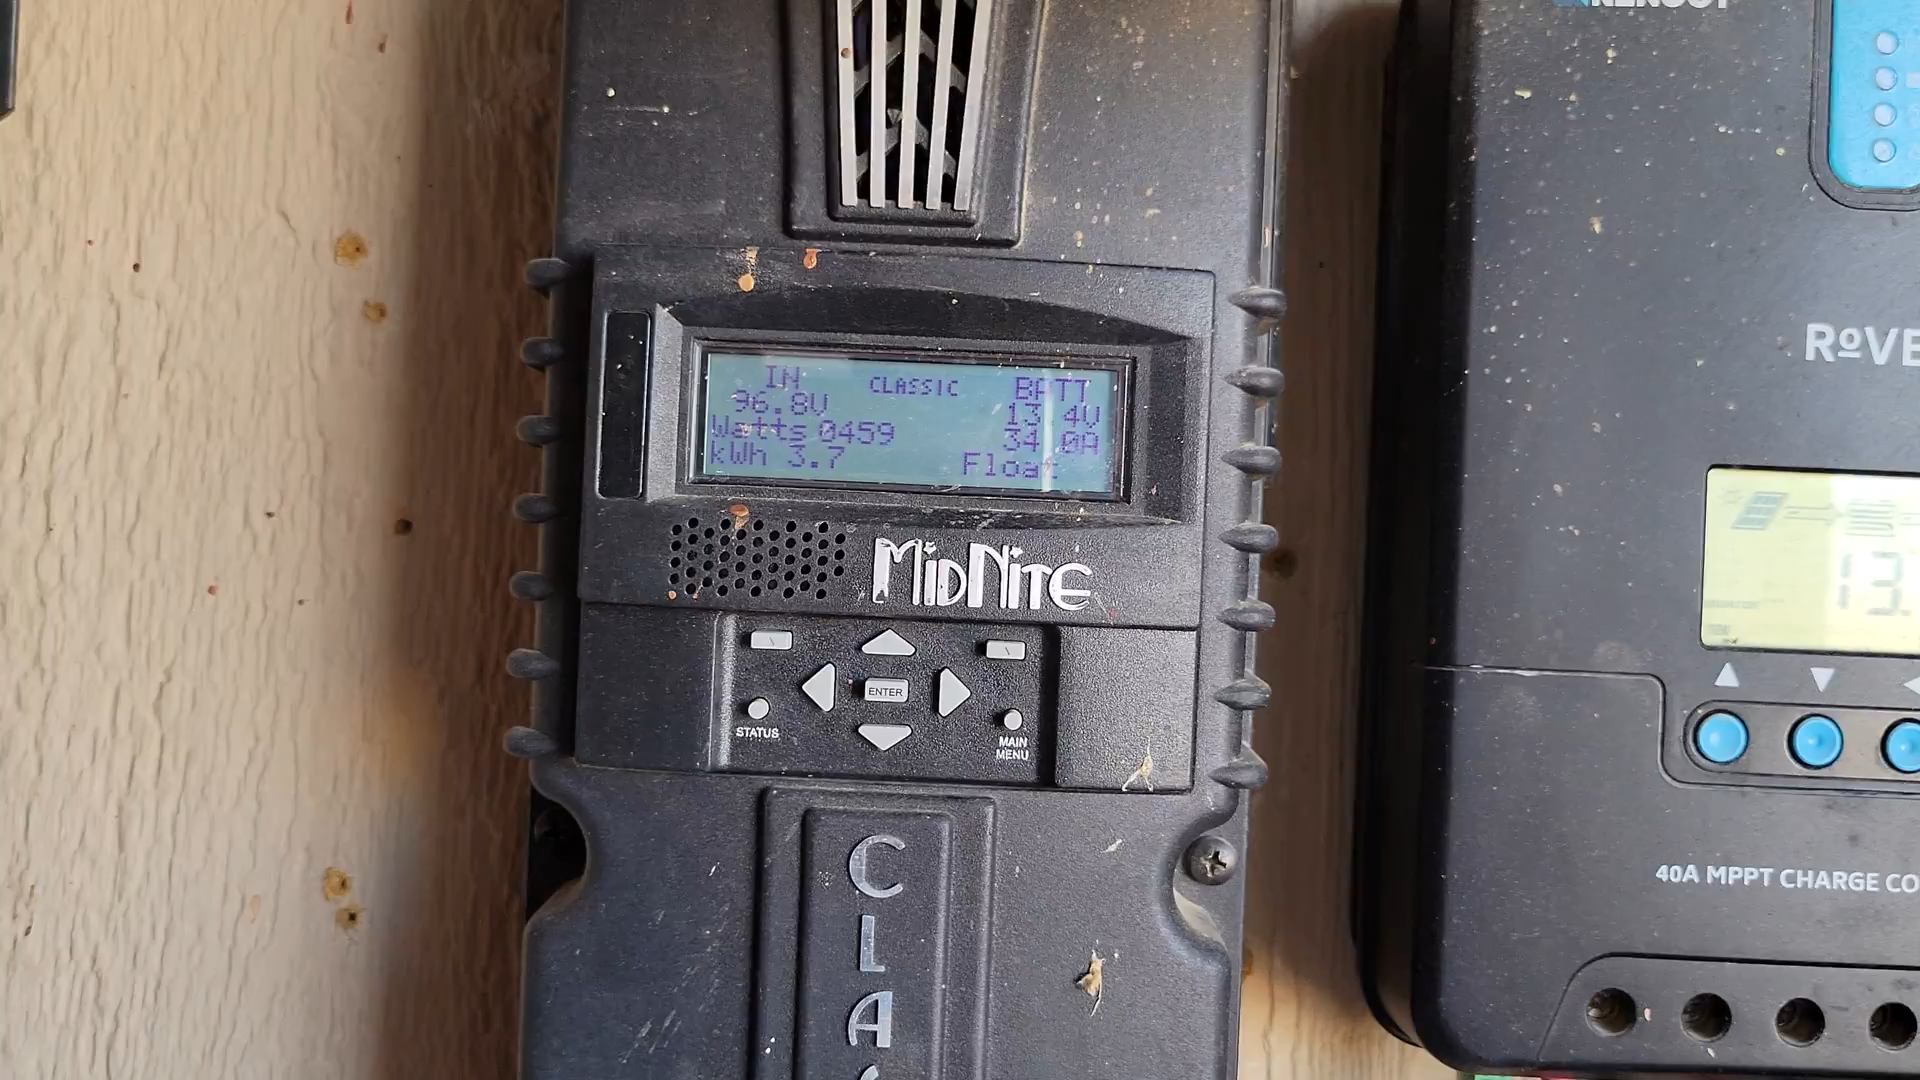 IN CLASSIC BATT
96.8V 13.4V
Watts 0459 34.0A
kWh 3.7 Float
MidNite
ENTER
STATUS
MAIN
MENU
CLA
RoVE
13.
40A MPPT CHARGE CO